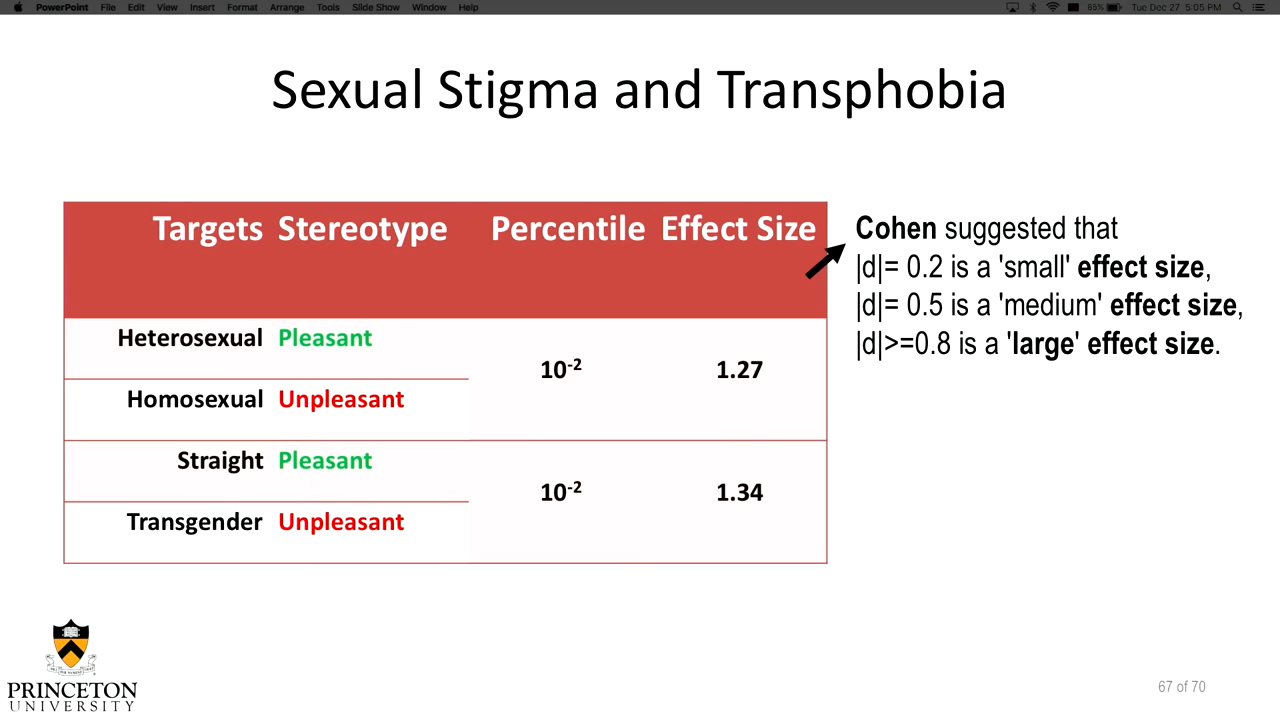 PowerPoint File Edit View Insert Format Arrange Tools Slide Show Window Help 85% Tue Dec 27 5:05 PM
Sexual Stigma and Transphobia
Targets Stereotype Percentile Effect Size
Heterosexual Pleasant
10⁻² 1.27
Homosexual Unpleasant
Straight Pleasant
10⁻² 1.34
Transgender Unpleasant
Cohen suggested that
|d|= 0.2 is a 'small' effect size,
|d|= 0.5 is a 'medium' effect size,
|d|>=0.8 is a 'large' effect size.
PRINCETON
UNIVERSITY
67 of 70